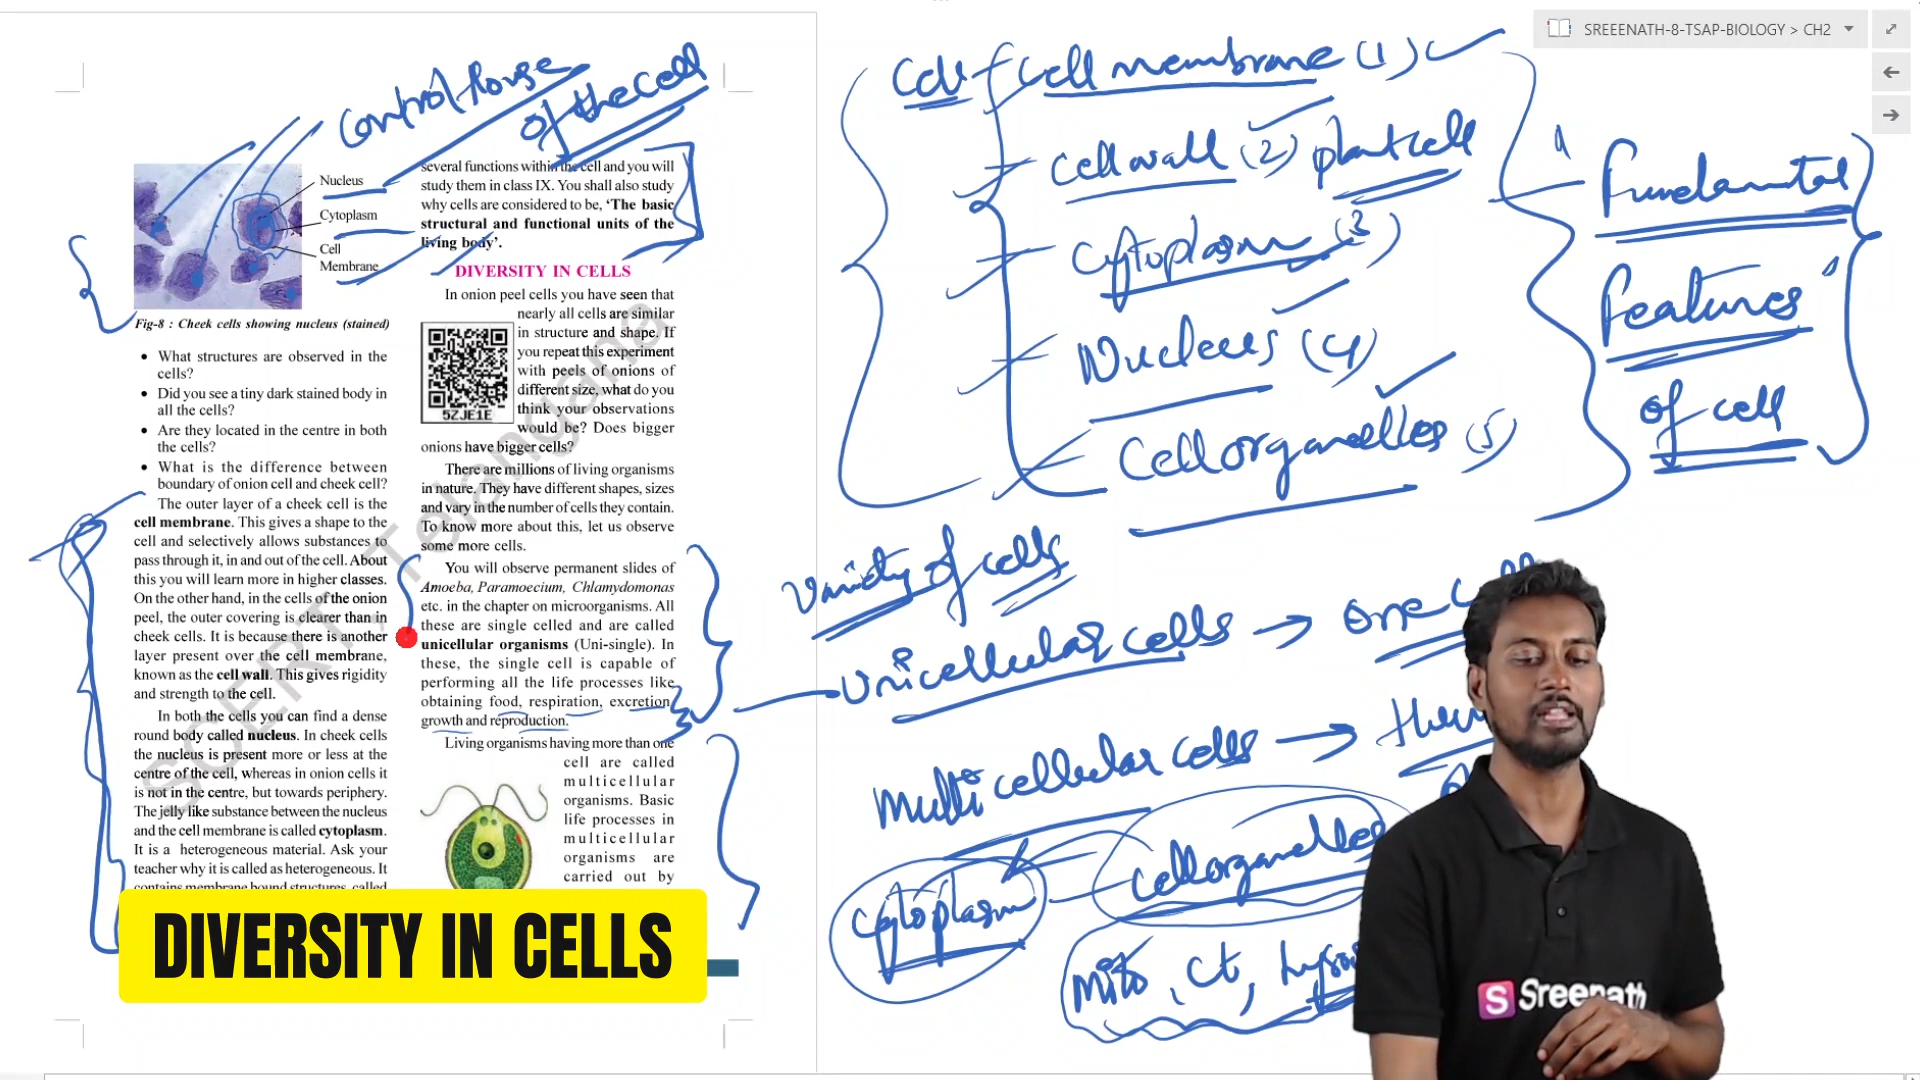 SREEENATH-8-TSAP-BIOLOGY > CH2
control house
of the cell
Nucleus
Cytoplasm
Cell
Membrane
Fig-8 : Cheek cells showing nucleus (stained)
• What structures are observed in the
cells?
• Did you see a tiny dark stained body in
all the cells?
• Are they located in the centre in both
the cells?
• What is the difference between
boundary of onion cell and cheek cell?
The outer layer of a cheek cell is the
cell membrane. This gives a shape to the
cell and selectively allows substances to
pass through it, in and out of the cell. About
this you will learn more in higher classes.
On the other hand, in the cells of the onion
peel, the outer covering is clearer than in
cheek cells. It is because there is another
layer present over the cell membrane,
known as the cell wall. This gives rigidity
and strength to the cell.
In both the cells you can find a dense
round body called nucleus. In cheek cells
the nucleus is present more or less at the
centre of the cell, whereas in onion cells it
is not in the centre, but towards periphery.
The jelly like substance between the nucleus
and the cell membrane is called cytoplasm.
It is a heterogeneous material. Ask your
teacher why it is called as heterogeneous. It
contains membrane bound structures, called
several functions within the cell and you will
study them in class IX. You shall also study
why cells are considered to be, ‘The basic
structural and functional units of the
living body’.
DIVERSITY IN CELLS
In onion peel cells you have seen that
nearly all cells are similar
in structure and shape. If
you repeat this experiment
with peels of onions of
different size, what do you
think your observations
would be? Does bigger
onions have bigger cells?
5ZJE1E
There are millions of living organisms
in nature. They have different shapes, sizes
and vary in the number of cells they contain.
To know more about this, let us observe
some more cells.
You will observe permanent slides of
Amoeba, Paramoecium, Chlamydomonas
etc. in the chapter on microorganisms. All
these are single celled and are called
unicellular organisms (Uni-single). In
these, the single cell is capable of
performing all the life processes like
obtaining food, respiration, excretion,
growth and reproduction.
Living organisms having more than one
cell are called
multicellular
organisms. Basic
life processes in
multicellular
organisms are
carried out by
SCERT, Telangana
Cell cell membrane (1)
cell wall (2) plant cell
cytoplasm (3)
Nucleus (4)
Cell organelles (5)
Fundamental
Features
of cell
Variety of cells
Unicellular cells → one
Multicellular cells →
cell organelles
cytoplasm
mito, Ct,
DIVERSITY IN CELLS
S Sreenath